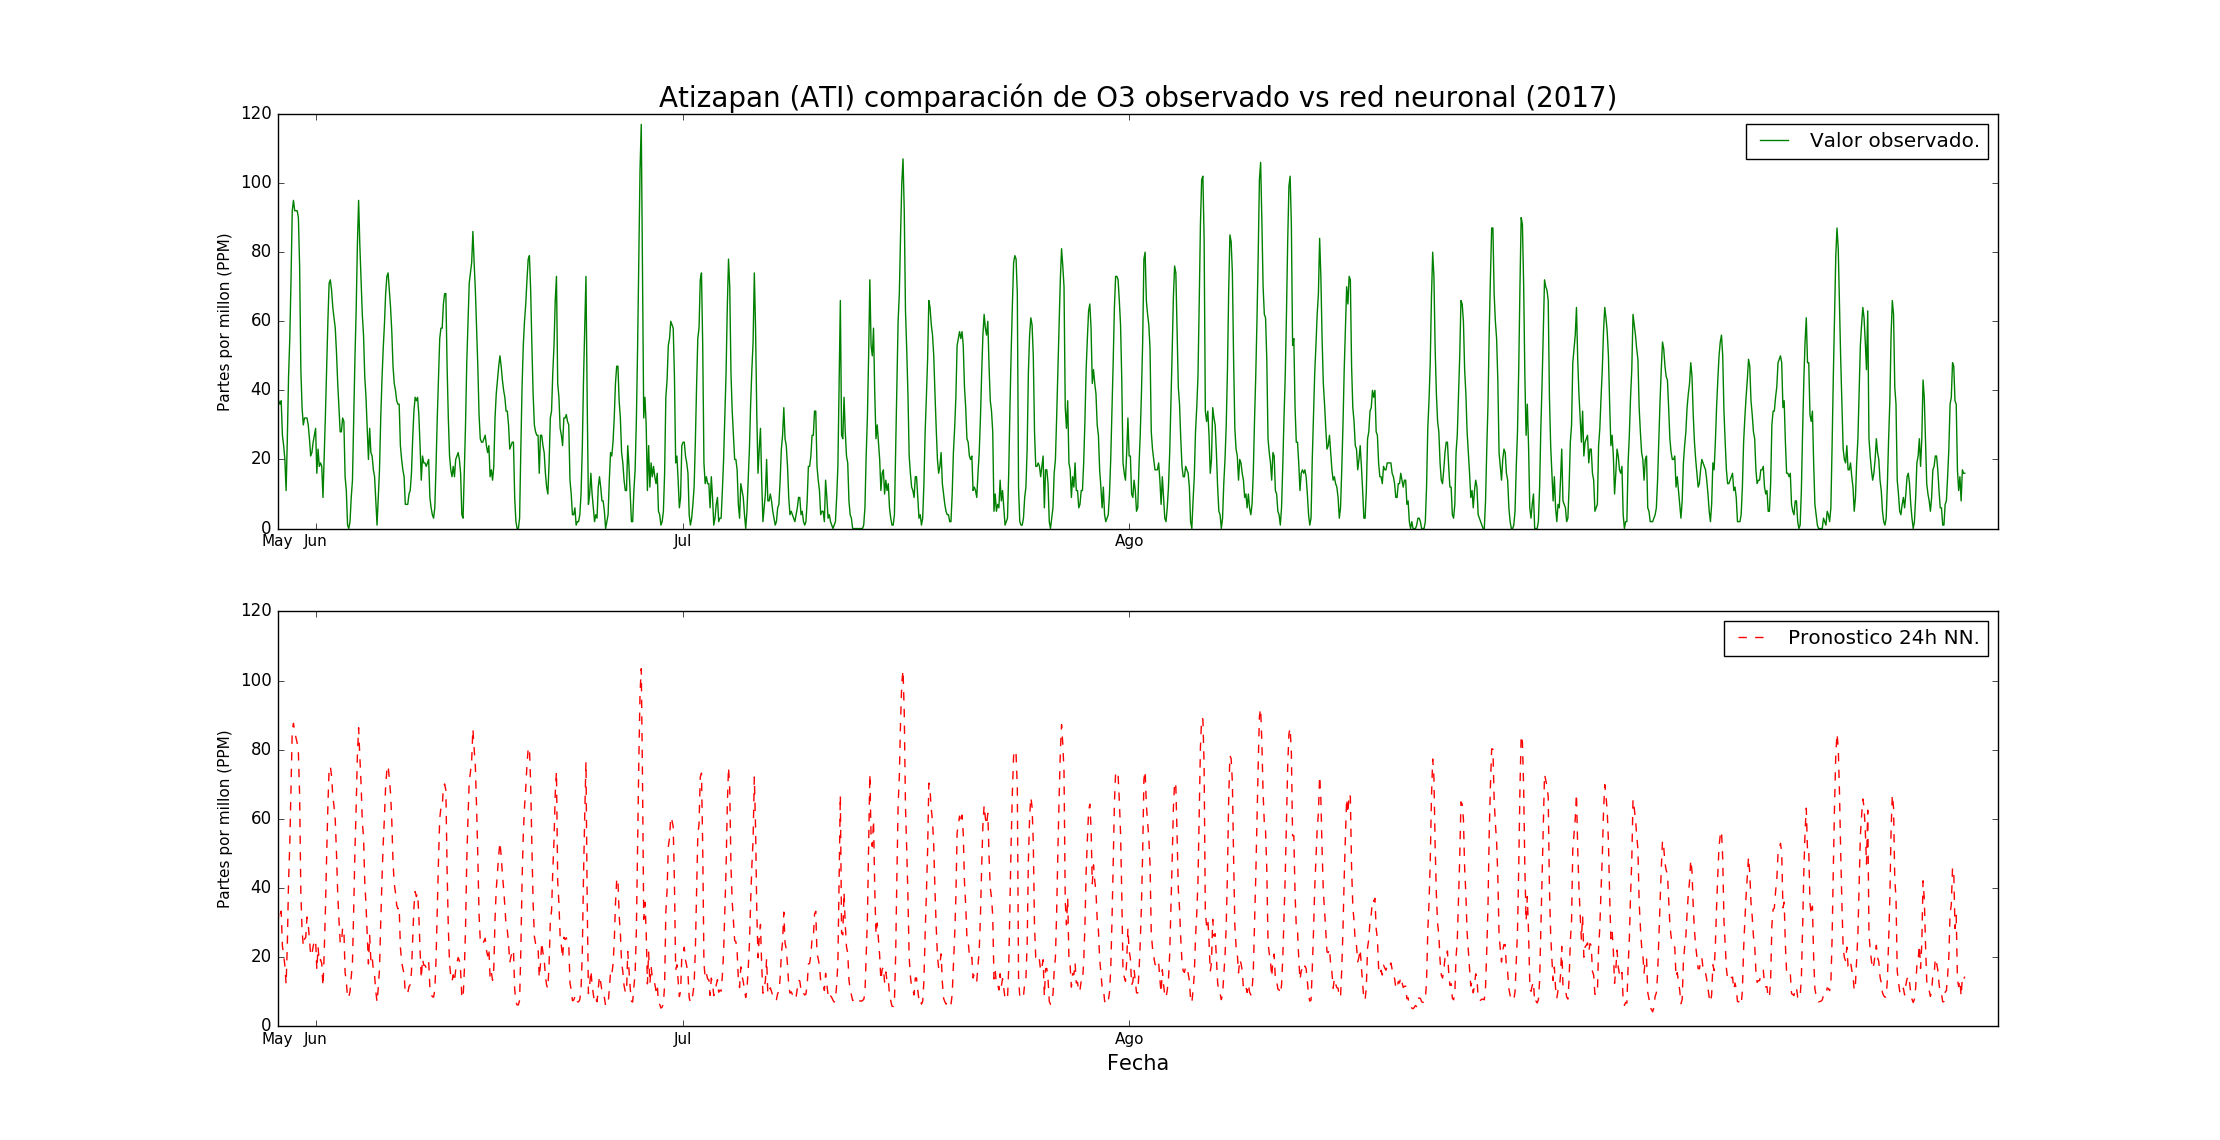 Atizapan (ATI) comparación de O3 observado vs red neuronal (2017)
120
100
80
60
40
20
0
Partes por millon (PPM)
Valor observado.
May Jun Jul Ago
120
100
80
60
40
20
0
Partes por millon (PPM)
Pronostico 24h NN.
May Jun Jul Ago
Fecha